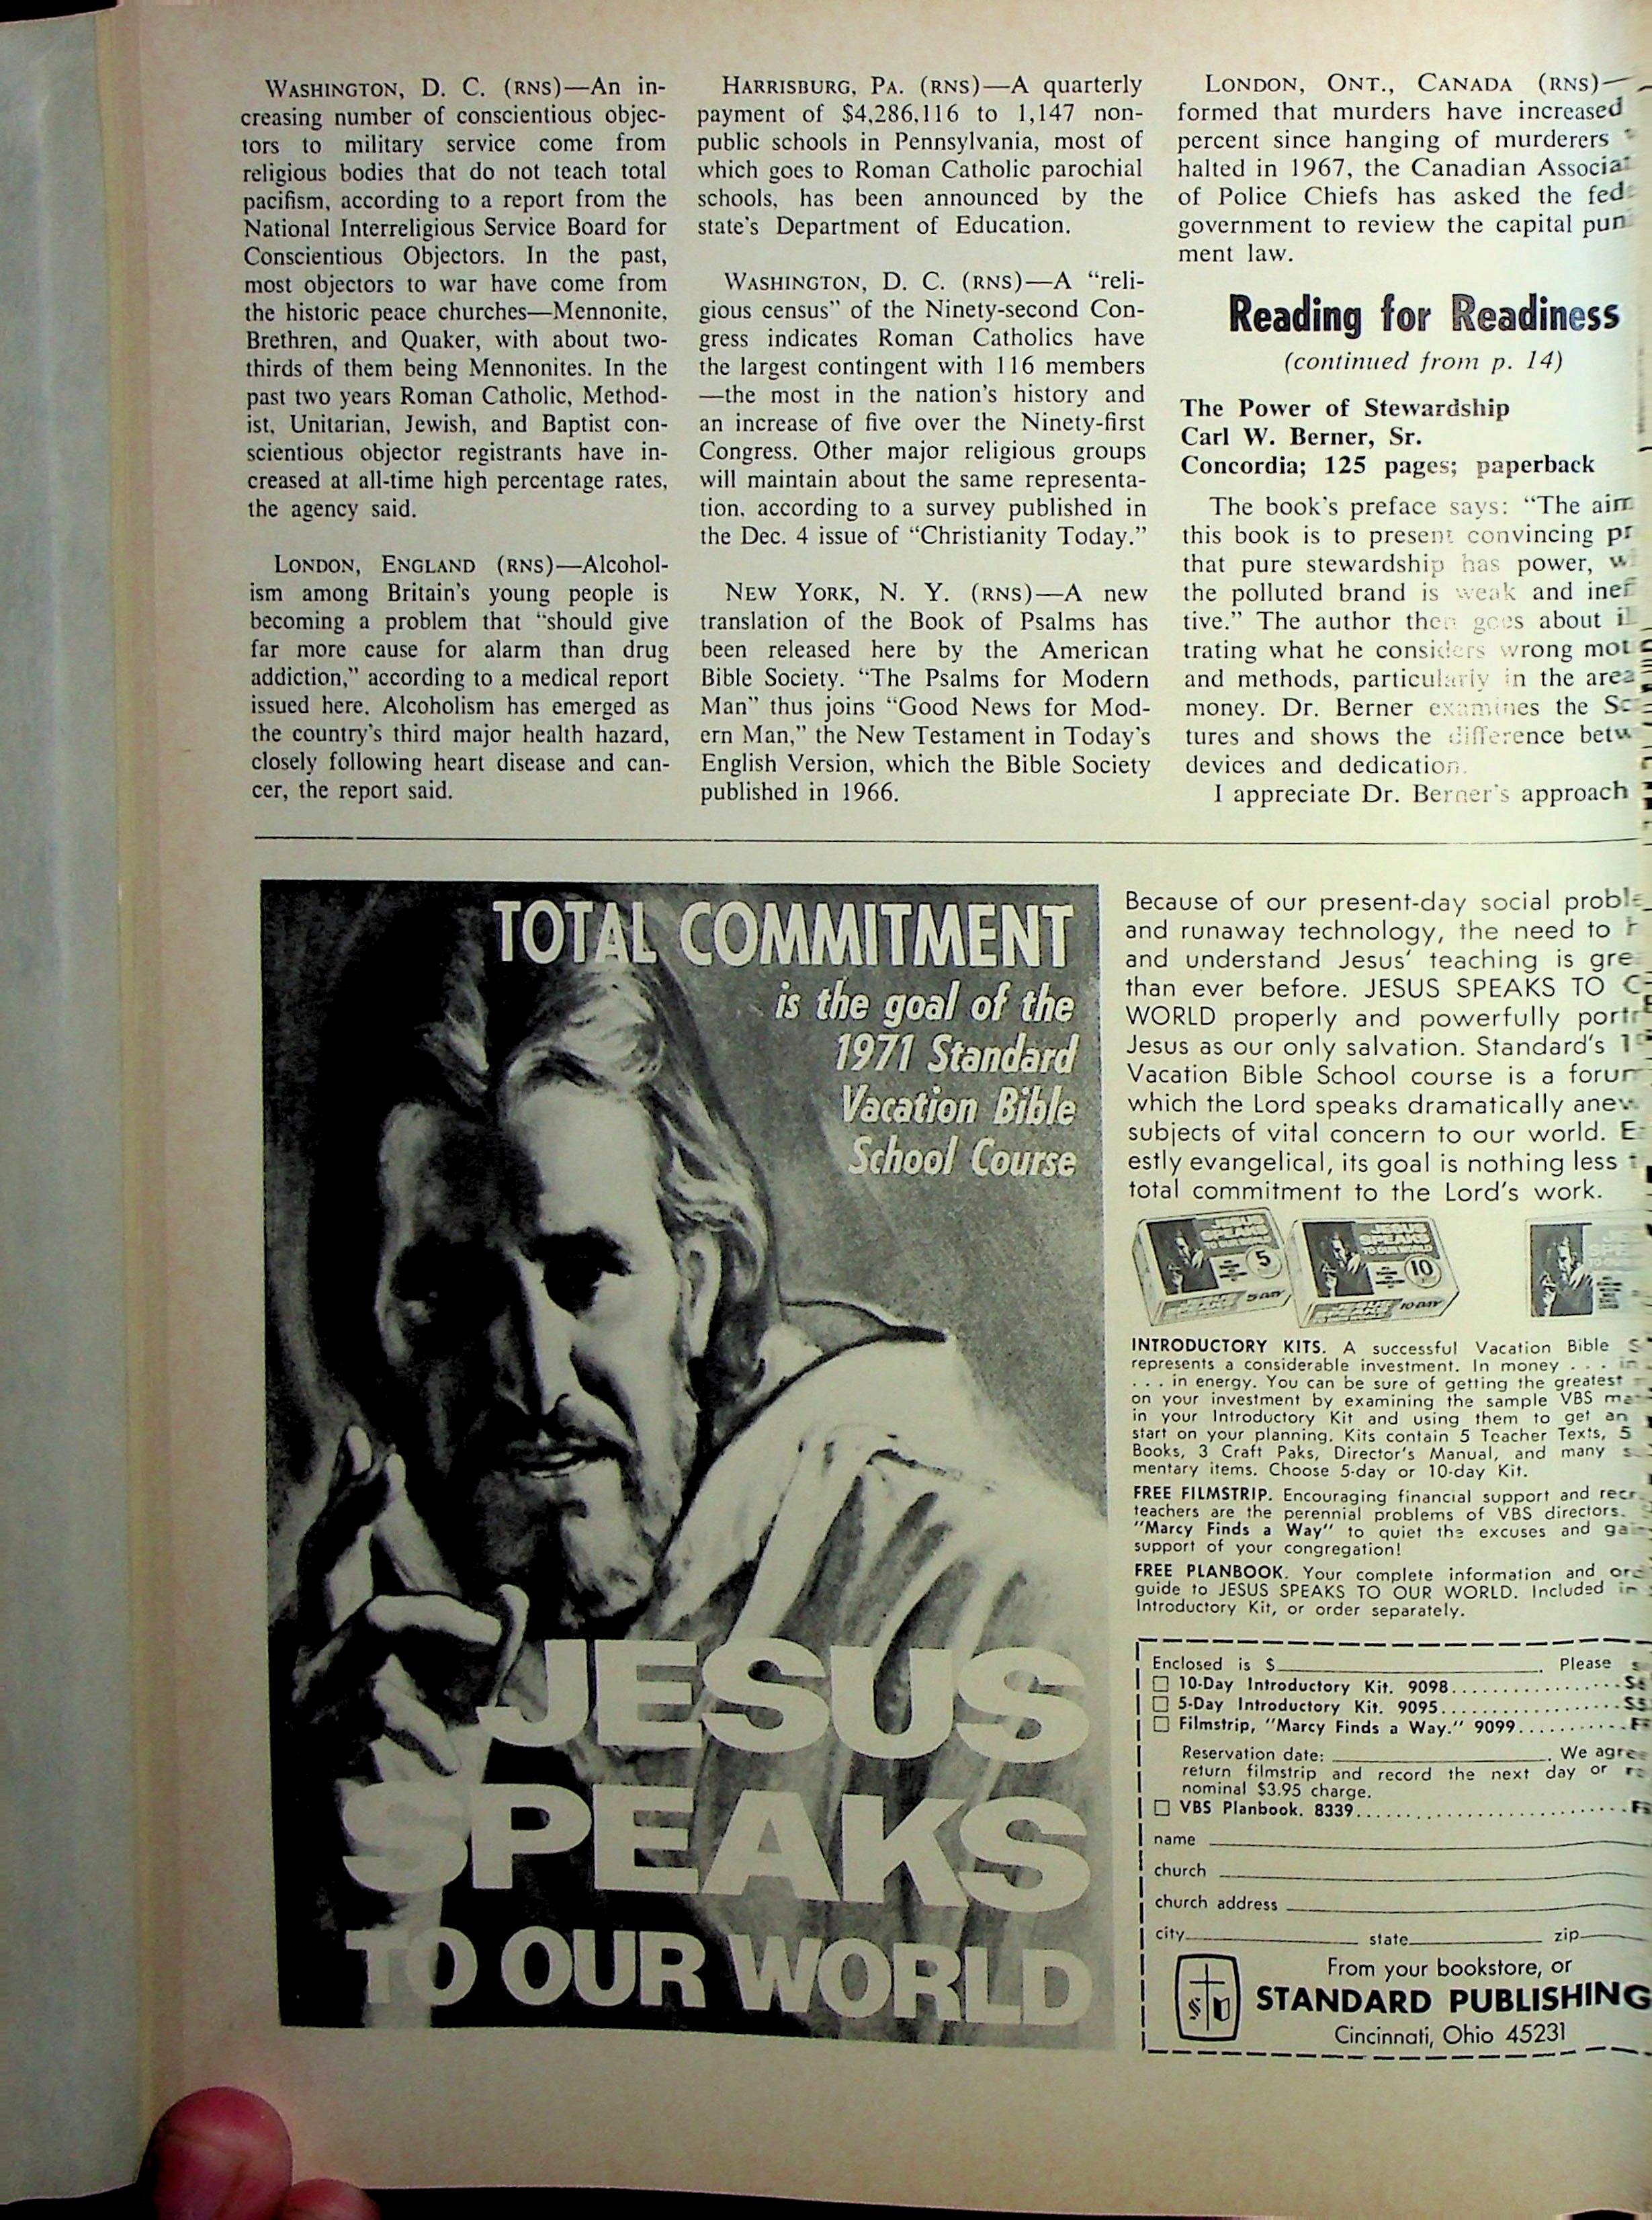 WASHINGTON, D. C. (RNS)—An in-
creasing number of conscientious objec-
tors to military service come from
religious bodies that do not teach total
pacifism, according to a report from the
National Interreligious Service Board for
Conscientious Objectors. In the past,
most objectors to war have come from
the historic peace churches—Mennonite,
Brethren, and Quaker, with about two-
thirds of them being Mennonites. In the
past two years Roman Catholic, Method-
ist, Unitarian, Jewish, and Baptist con-
scientious objector registrants have in-
creased at all-time high percentage rates,
the agency said.
LONDON, ENGLAND (RNS)—Alcohol-
ism among Britain's young people is
becoming a problem that "should give
far more cause for alarm than drug
addiction," according to a medical report
issued here. Alcoholism has emerged as
the country's third major health hazard,
closely following heart disease and can-
cer, the report said.
HARRISBURG, PA. (RNS)—A quarterly
payment of $4,286,116 to 1,147 non-
public schools in Pennsylvania, most of
which goes to Roman Catholic parochial
schools, has been announced by the
state's Department of Education.
WASHINGTON, D. C. (RNS)—A "reli-
gious census" of the Ninety-second Con-
gress indicates Roman Catholics have
the largest contingent with 116 members
—the most in the nation's history and
an increase of five over the Ninety-first
Congress. Other major religious groups
will maintain about the same representa-
tion, according to a survey published in
the Dec. 4 issue of "Christianity Today."
NEW YORK, N. Y. (RNS)—A new
translation of the Book of Psalms has
been released here by the American
Bible Society. "The Psalms for Modern
Man" thus joins "Good News for Mod-
ern Man," the New Testament in Today's
English Version, which the Bible Society
published in 1966.
LONDON, ONT., CANADA (RNS)—
formed that murders have increased
percent since hanging of murderers
halted in 1967, the Canadian
of Police Chiefs has asked the
government to review the capital
ment law.
Reading for Readiness
(continued from p. 14)
The Power of Stewardship
Carl W. Berner, Sr.
Concordia; 125 pages; paperback
The book's preface says: "The aim
this book is to present convincing
that pure stewardship has power,
the polluted brand is weak and
tive." The author then goes about
trating what he considers wrong
and methods, particularly in the area
money. Dr. Berner examines the
tures and shows the difference
devices and dedication.
I appreciate Dr. Berner's approach
TOTAL COMMITMENT
is the goal of the
1971 Standard
Vacation Bible
School Course
JESUS
SPEAKS
TO OUR WORLD
Because of our present-day social
and runaway technology, the need to
and understand Jesus' teaching is
than ever before. JESUS SPEAKS TO
WORLD properly and powerfully
Jesus as our only salvation. Standard's
Vacation Bible School course is a
which the Lord speaks dramatically
subjects of vital concern to our world.
estly evangelical, its goal is nothing less
total commitment to the Lord's work.
JESUS SPEAKS TO OUR WORLD 5 5 DAY
JESUS SPEAKS TO OUR WORLD 10 10 DAY
INTRODUCTORY KITS. A successful Vacation Bible
represents a considerable investment. In money . . .
. . . in energy. You can be sure of getting the greatest
on your investment by examining the sample VBS
in your Introductory Kit and using them to get an
start on your planning. Kits contain 5 Teacher Texts, 5
Books, 3 Craft Paks, Director's Manual, and many
mentary items. Choose 5-day or 10-day Kit.
FREE FILMSTRIP. Encouraging financial support and
teachers are the perennial problems of VBS directors.
"Marcy Finds a Way" to quiet the excuses and
support of your congregation!
FREE PLANBOOK. Your complete information and
guide to JESUS SPEAKS TO OUR WORLD. Included in
Introductory Kit, or order separately.
Enclosed is $ . Please
10-Day Introductory Kit. 9098
5-Day Introductory Kit. 9095
Filmstrip, "Marcy Finds a Way." 9099
Reservation date: . We agree
return filmstrip and record the next day or
nominal $3.95 charge.
VBS Planbook. 8339
name
church
church address
city state zip
From your bookstore, or
STANDARD PUBLISHING
Cincinnati, Ohio 45231